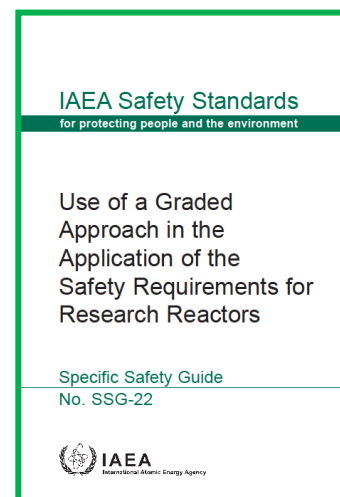 IAEA Safety Standards
for protecting people and the environment
Use of a Graded
Approach in the
Application of the
Safety Requirements for
Research Reactors
Specific Safety Guide
No. SSG-22
IAEA
International Atomic Energy Agency